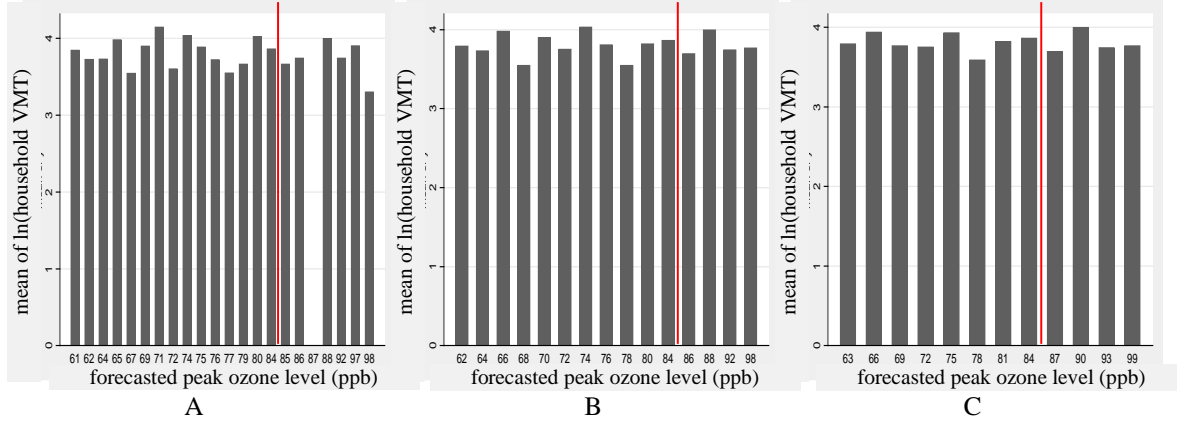 mean of ln(household VMT)
4
3
2
1
0
61 62 64 65 67 69 71 72 74 75 76 77 79 80 84 85 86 87 88 92 97 98
forecasted peak ozone level (ppb)
A
mean of ln(household VMT)
4
3
2
1
0
62 64 66 68 70 72 74 76 78 80 84 86 88 92 98
forecasted peak ozone level (ppb)
B
mean of ln(household VMT)
4
3
2
1
0
63 66 69 72 75 78 81 84 87 90 93 99
forecasted peak ozone level (ppb)
C